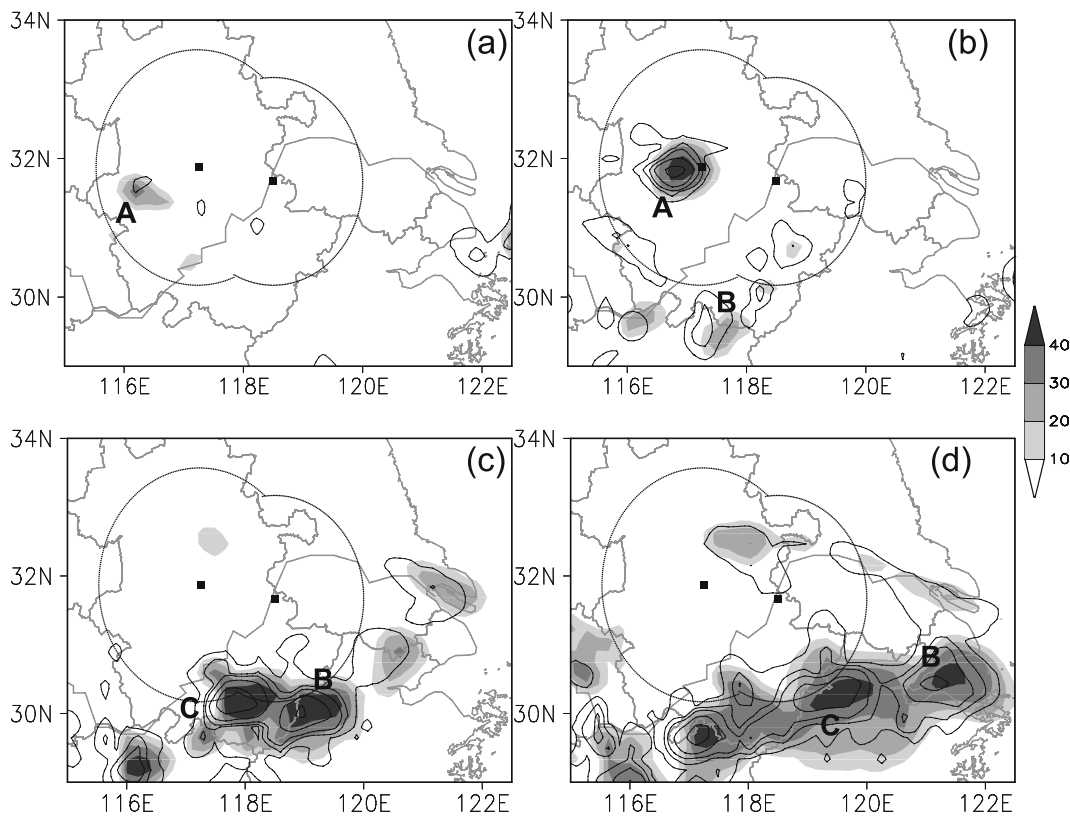 34N 34N
(a) (b)
32N 32N
A A
30N 30N
B
116E 118E 120E 122E 116E 118E 120E 122E
40
30
20
10
34N 34N
(c) (d)
32N 32N
B B
C C
30N 30N
116E 118E 120E 122E 116E 118E 120E 122E